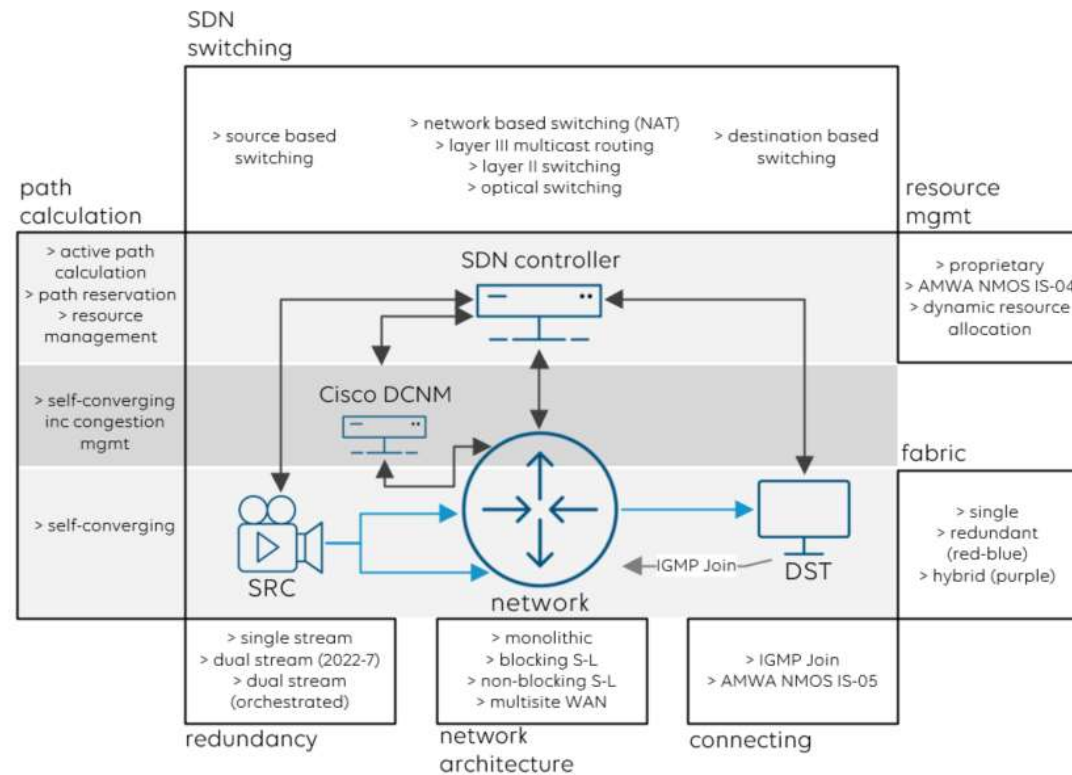 SDN
switching
> source based
switching
> network based switching (NAT)
> layer III multicast routing
> layer II switching
> optical switching
> destination based
switching
path
calculation
resource
mgmt
> active path
calculation
> path reservation
> resource
management
SDN controller
> proprietary
> AMWA NMOS IS-04
> dynamic resource
allocation
> self-converging
inc congestion
mgmt
Cisco DCNM
fabric
> self-converging
SRC
network
IGMP Join
DST
> single
> redundant
(red-blue)
> hybrid (purple)
> single stream
> dual stream (2022-7)
> dual stream
(orchestrated)
> monolithic
> blocking S-L
> non-blocking S-L
> multisite WAN
> IGMP Join
> AMWA NMOS IS-05
redundancy
network
architecture
connecting